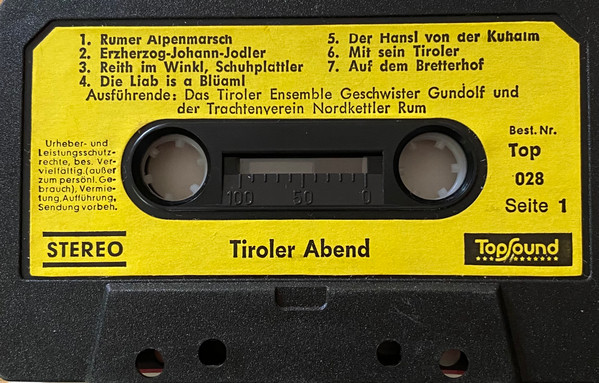 1. Rumer Alpenmarsch
2. Erzherzog-Johann-Jodler
3. Reith im Winkl, Schuhplattler
4. Die Liab is a Blüaml
5. Der Hansl von der Kuhalm
6. Mit sein Tiroler
7. Auf dem Bretterhof
Ausführende: Das Tiroler Ensemble Geschwister Gundolf und
der Trachtenverein Nordkettler Rum
Urheber- und
Leistungsschutz-
rechte, bes. Ver-
vielfältig.(außer
zum persönl. Ge-
brauch), Vermie-
tung,Aufführung,
Sendung vorbeh.
100 50 0
Best. Nr.
Top
028
Seite 1
STEREO
Tiroler Abend
TopSound